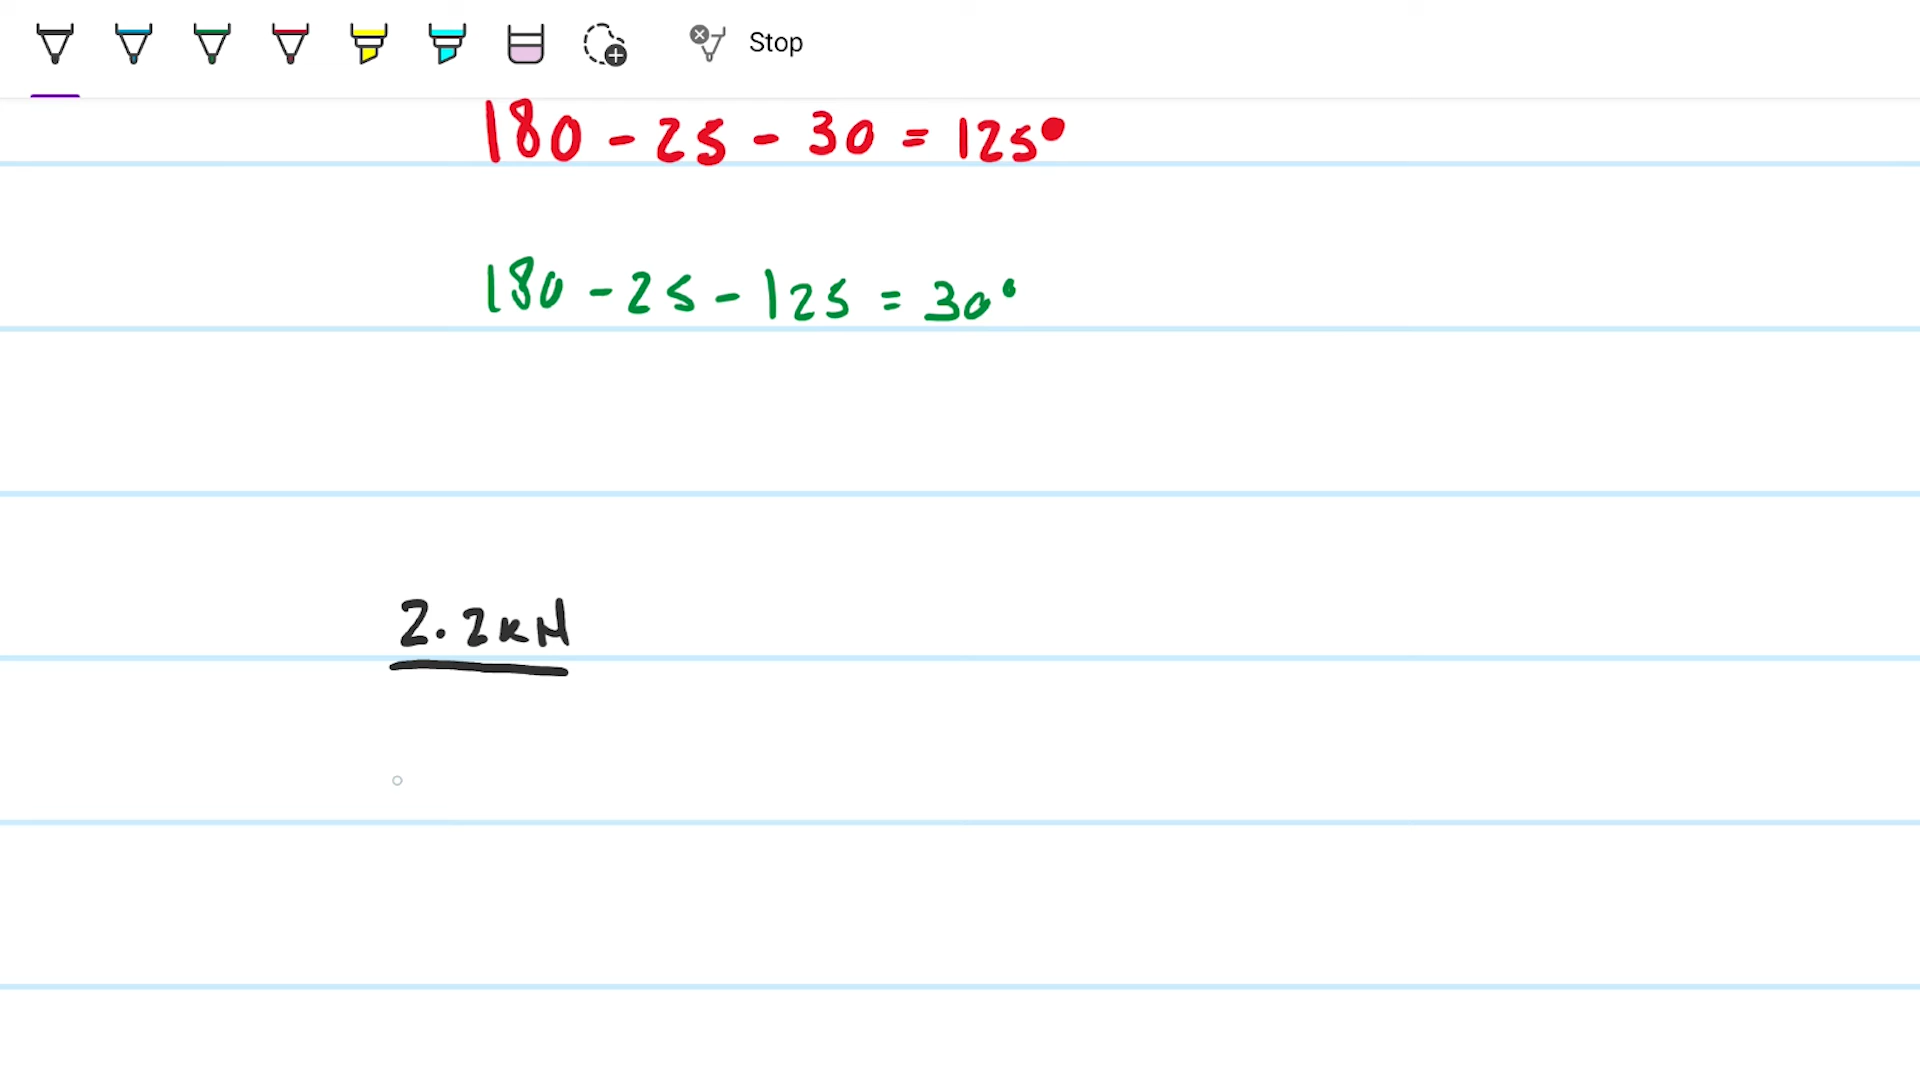 Stop
180 - 25 - 30 = 125°
180 - 25 - 125 = 30°
2.2kN